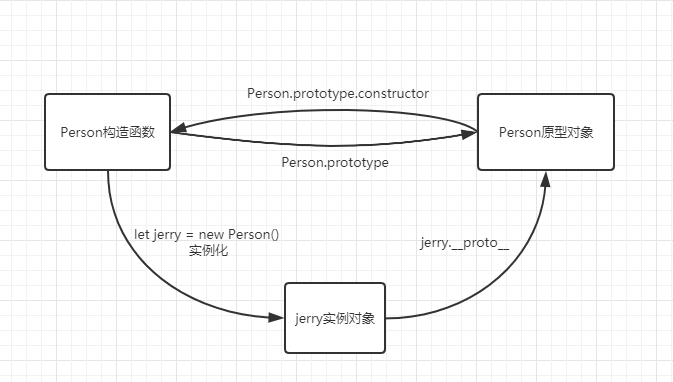 Person.prototype.constructor
Person构造函数
Person原型对象
Person.prototype
let jerry = new Person()
实例化
jerry.__proto__
jerry实例对象